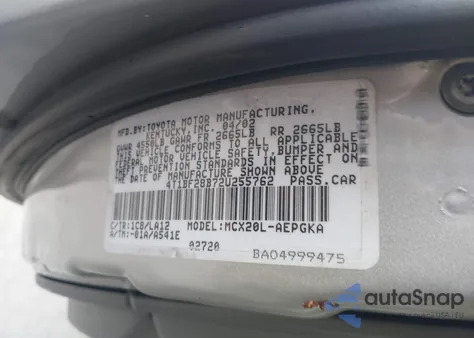 MFD.BY:TOYOTA MOTOR MANUFACTURING,
KENTUCKY, INC. 04/02
GVWR 4550LB GAWR FR 2665LB RR 2665LB
THIS VEHICLE CONFORMS TO ALL APPLICABLE
FEDERAL MOTOR VEHICLE SAFETY,BUMPER,AND
THEFT PREVENTION STANDARDS IN EFFECT ON
THE DATE OF MANUFACTURE SHOWN ABOVE
4T1BF28B72U255762 PASS.CAR
C/TR:1CB/LA12 MODEL:MCX20L-AEPGKA
A/TM:-01A/A541E
02720
BA04999475
autoSnap